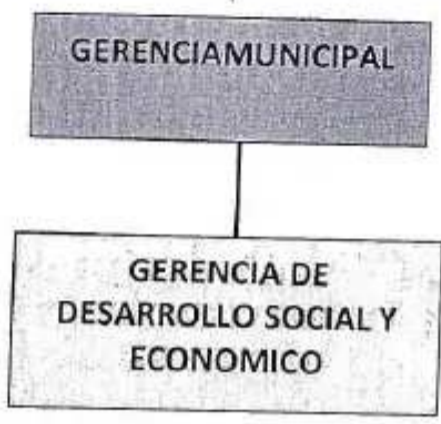 GERENCIAMUNICIPAL
GERENCIA DE
DESARROLLO SOCIAL Y
ECONOMICO